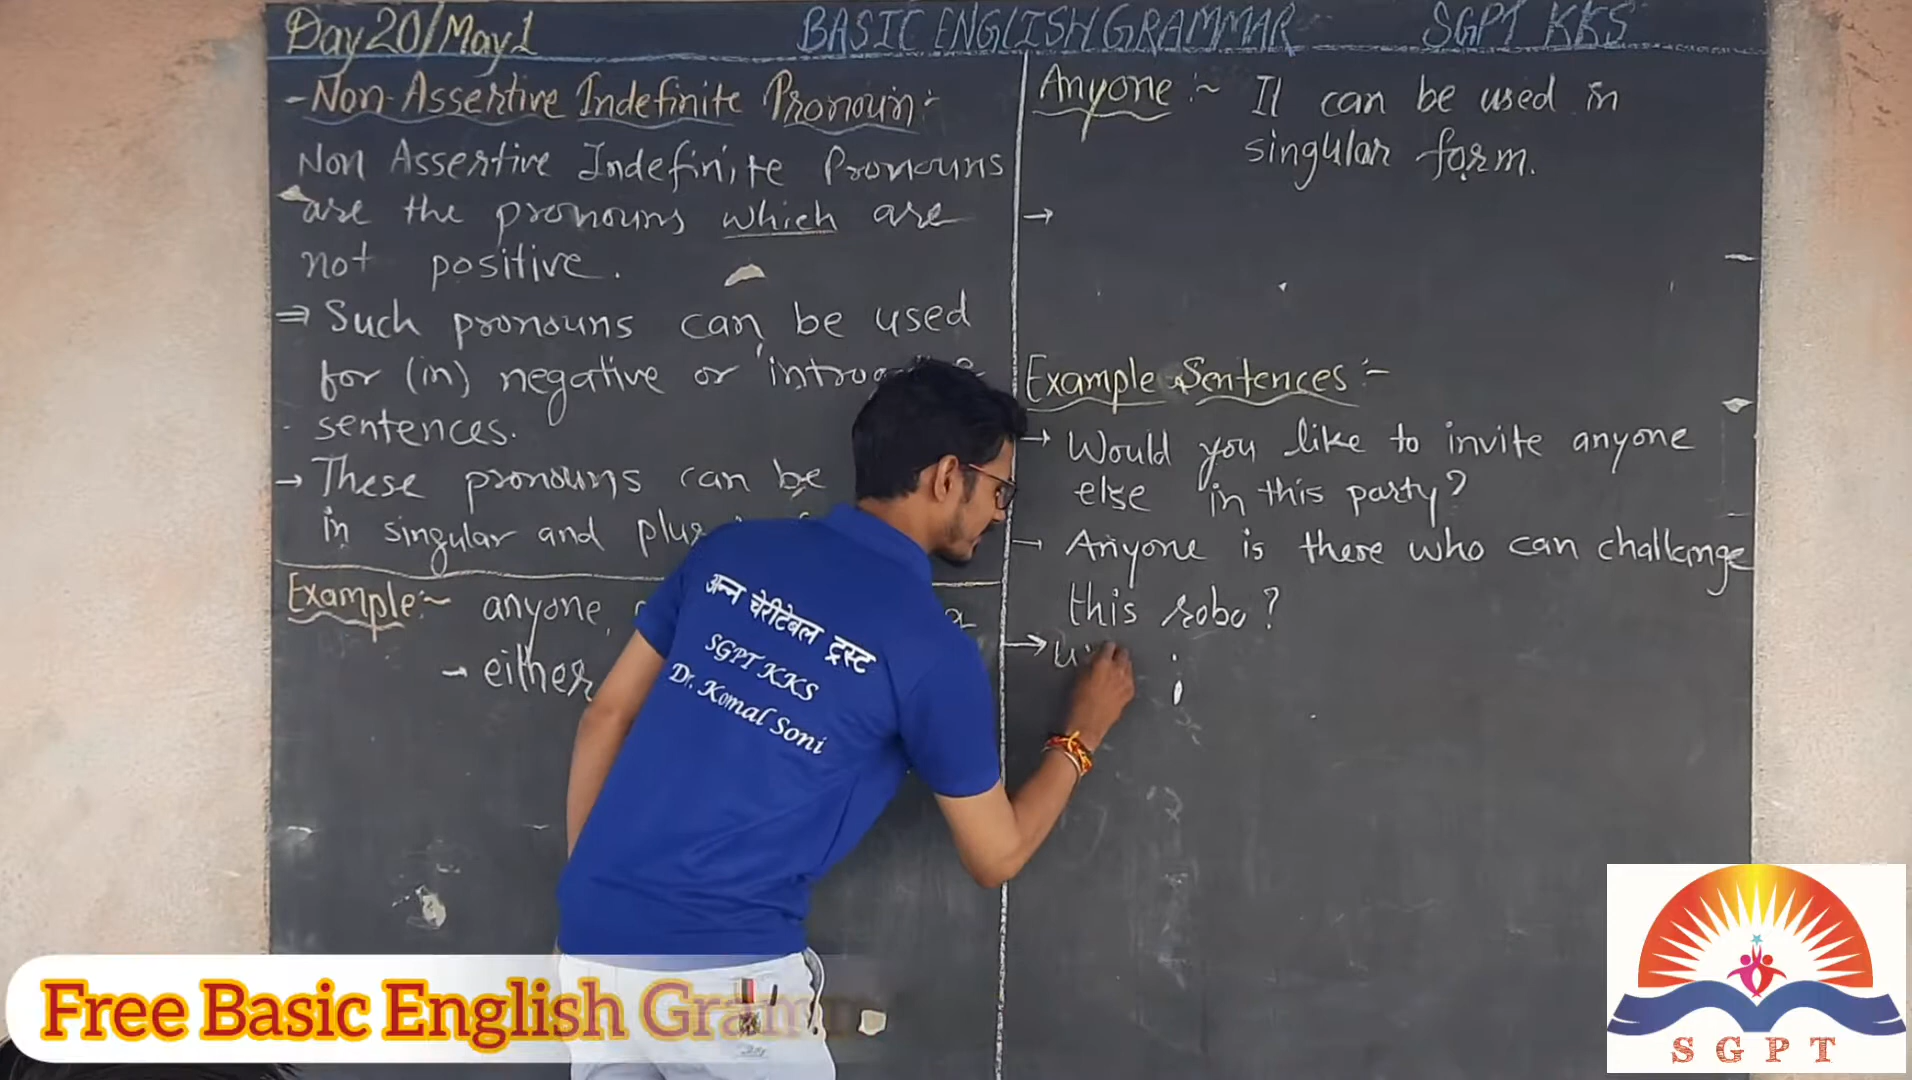 Day 20/May 1
BASIC ENGLISH GRAMMAR
SGPT KKS
- Non-Assertive Indefinite Pronoun:-
Non Assertive Indefinite Pronouns
are the pronouns which are
not positive.
⇒ Such pronouns can be used
for (in) negative or
sentences.
→ These pronouns can be
in singular and
Example:~ anyone,
- either
Anyone :~ It can be used in
singular form.
→
Example Sentences :-
→ Would you like to invite anyone
else in this party?
→ Anyone is there who can challenge
this robo?
→
अन्न चेरीटेबल ट्रस्ट
SGPT KKS
Dr. Komal Soni
Free Basic English
SGPT